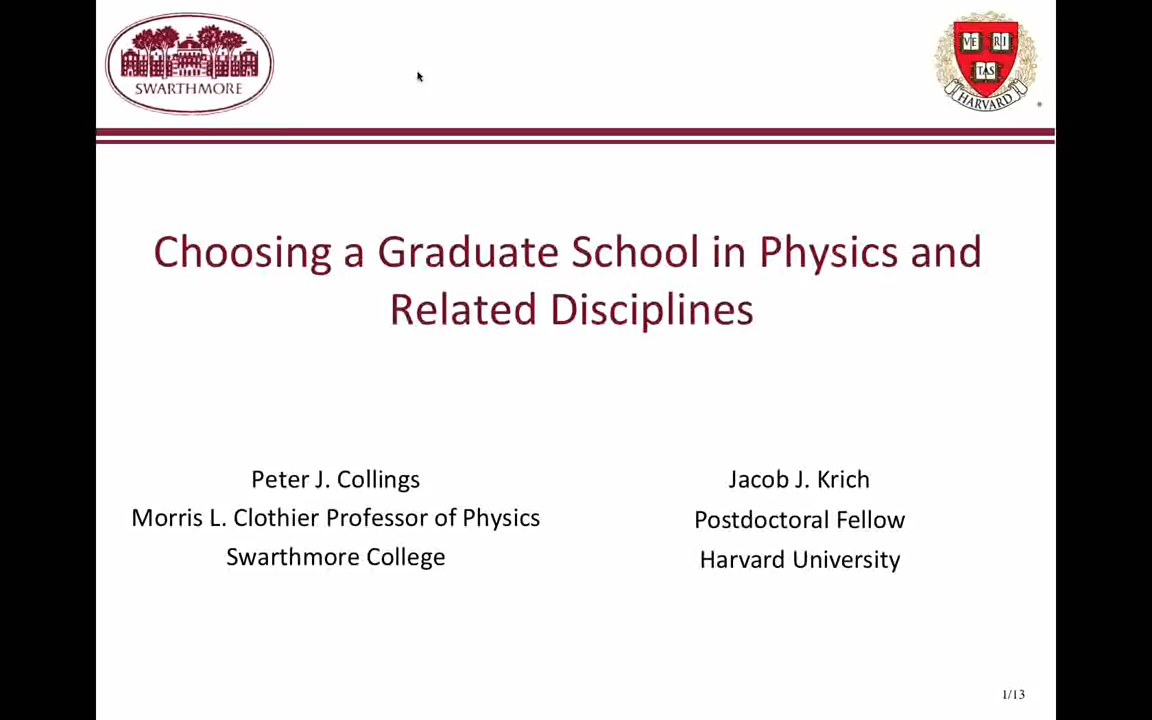 SWARTHMORE
VE RI
TAS
HARVARD
Choosing a Graduate School in Physics and
Related Disciplines
Peter J. Collings
Morris L. Clothier Professor of Physics
Swarthmore College
Jacob J. Krich
Postdoctoral Fellow
Harvard University
1/13